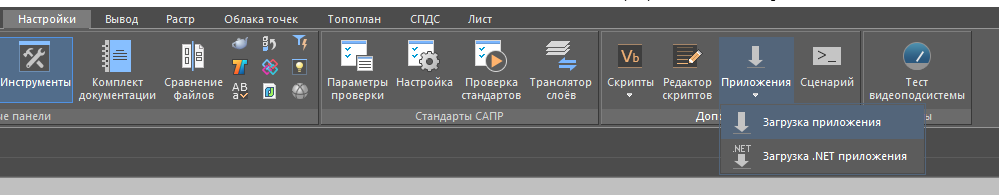 Настройки Вывод Растр Облака точек Топоплан СПДС Лист
Инструменты
Комплект
документации
Сравнение
файлов
AB
Параметры
проверки
Настройка
Проверка
стандартов
Транслятор
слоёв
Vb
Скрипты
Редактор
скриптов
Приложения
>_
Сценарий
Тест
видеоподсистемы
ые панели
Стандарты САПР
Доп
ы
Загрузка приложения
.NET
Загрузка .NET приложения